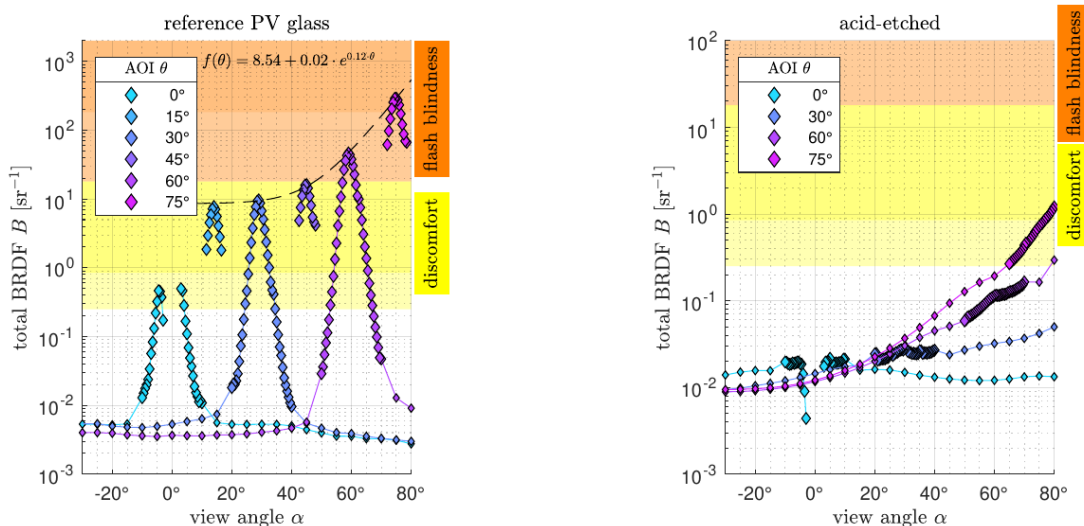 reference PV glass
f(θ) = 8.54 + 0.02 · e^{0.12·θ}
AOI θ
0°
15°
30°
45°
60°
75°
10³
10²
10¹
10⁰
10⁻¹
10⁻²
10⁻³
total BRDF B [sr⁻¹]
-20° 0° 20° 40° 60° 80°
view angle α
flash blindness
discomfort
acid-etched
AOI θ
0°
30°
60°
75°
10²
10¹
10⁰
10⁻¹
10⁻²
10⁻³
total BRDF B [sr⁻¹]
-20° 0° 20° 40° 60° 80°
view angle α
flash blindness
discomfort